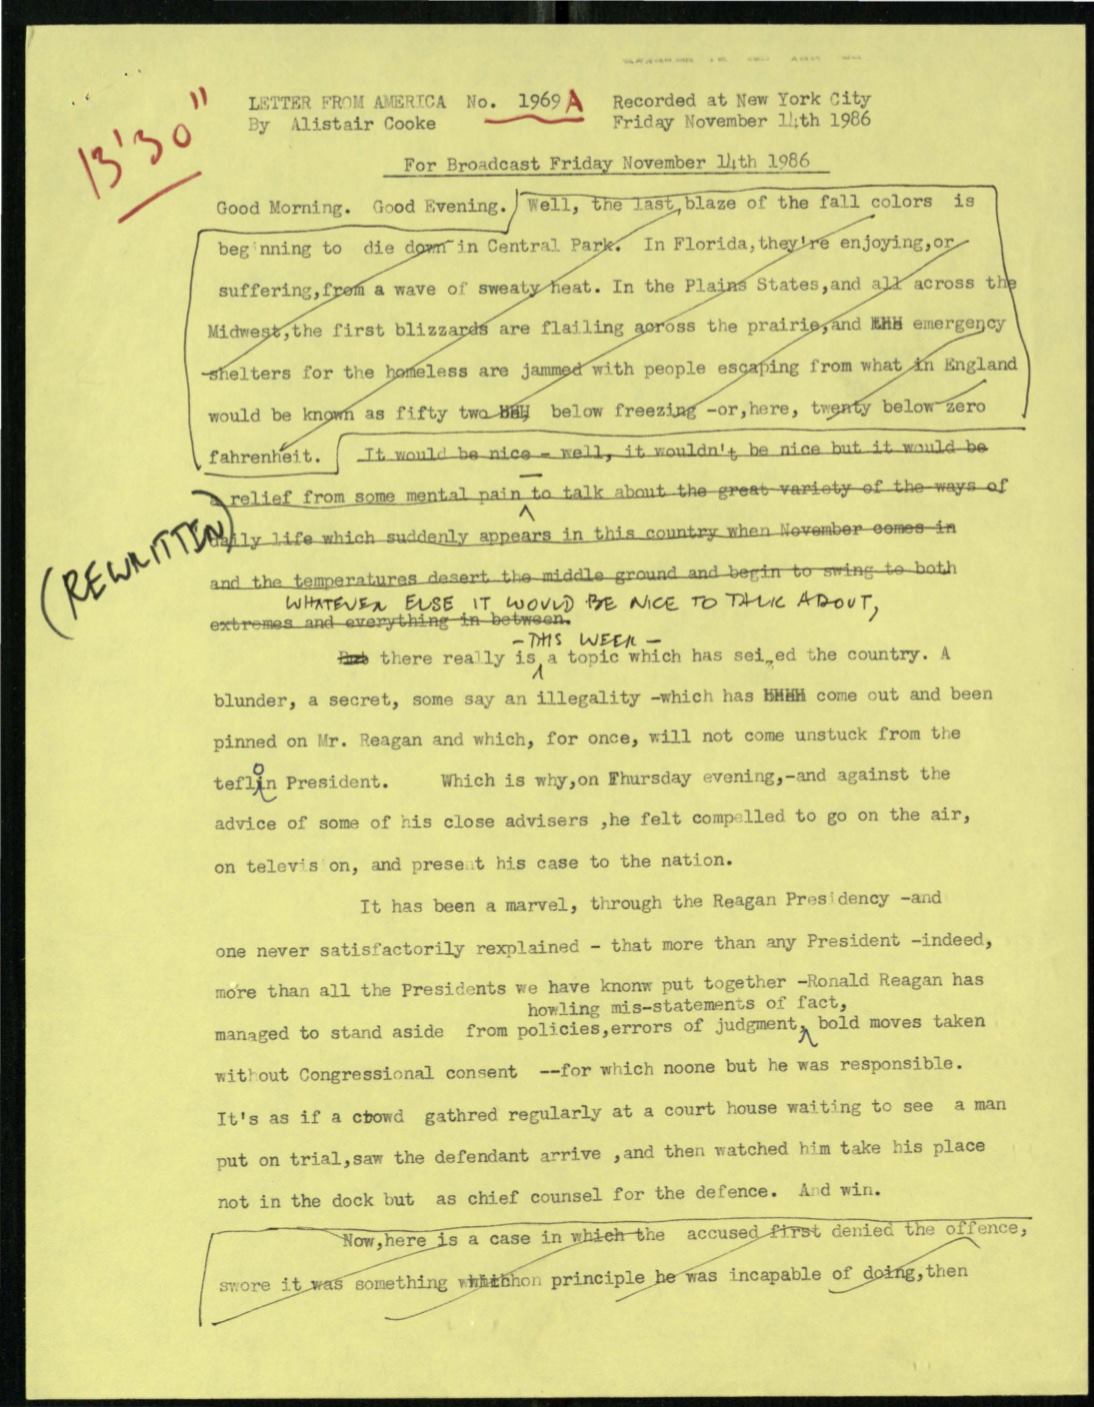 LETTER FROM AMERICA No. 1969 A Recorded at New York City
By Alistair Cooke Friday November 14th 1986
13'30"
For Broadcast Friday November 14th 1986
Good Morning. Good Evening. Well, the last blaze of the fall colors is
beg nning to die down in Central Park. In Florida,they're enjoying,or
suffering,from a wave of sweaty heat. In the Plains States,and all across the
Midwest,the first blizzards are flailing across the prairie,and emergency
shelters for the homeless are jammed with people escaping from what in England
would be known as fifty two below freezing -or,here, twenty below zero
fahrenheit. It would be nice - well, it wouldn't be nice but it would be
a relief from some mental pain to talk about the great variety of the ways of
(REWRITTEN)
daily life which suddenly appears in this country when November comes in
and the temperatures desert the middle ground and begin to swing to both
WHATEVER ELSE IT WOULD BE NICE TO TALK ABOUT,
extremes and everything in between.
-THIS WEEK-
But there really is a topic which has sei ed the country. A
blunder, a secret, some say an illegality -which has come out and been
pinned on Mr. Reagan and which, for once, will not come unstuck from the
o
teflin President. Which is why,on Thursday evening,-and against the
advice of some of his close advisers ,he felt compelled to go on the air,
on televis on, and present his case to the nation.
It has been a marvel, through the Reagan Presidency -and
one never satisfactorily rexplained - that more than any President -indeed,
more than all the Presidents we have knonw put together -Ronald Reagan has
howling mis-statements of fact,
managed to stand aside from policies,errors of judgment, bold moves taken
without Congressional consent --for which noone but he was responsible.
It's as if a crowd gathred regularly at a court house waiting to see a man
put on trial,saw the defendant arrive ,and then watched him take his place
not in the dock but as chief counsel for the defence. And win.
Now,here is a case in which the accused first denied the offence,
swore it was something which on principle he was incapable of doing,then